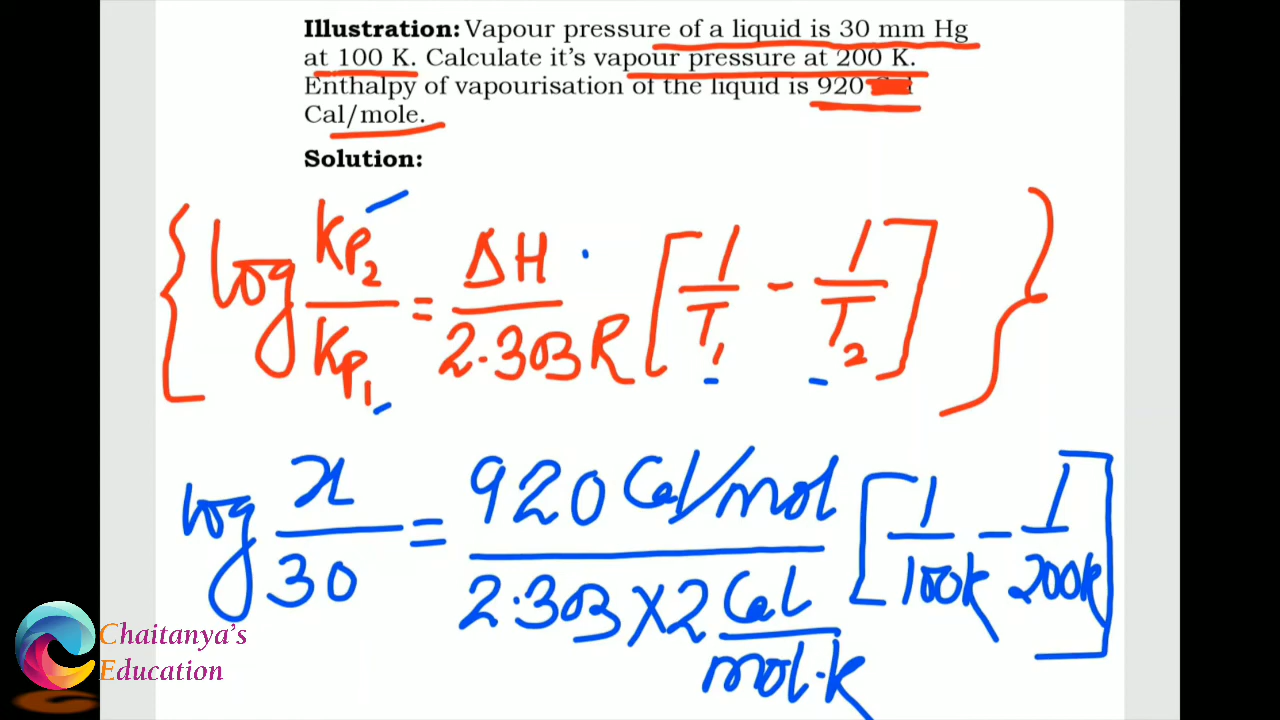 Illustration: Vapour pressure of a liquid is 30 mm Hg
at 100 K. Calculate it's vapour pressure at 200 K.
Enthalpy of vapourisation of the liquid is 920
Cal/mole.
Solution:
{ log Kp₂/Kp₁ = ΔH/2.303R [1/T₁ - 1/T₂] }
log x/30 = 920 Cal/mol / 2.303 X 2 Cal/mol.K [1/100K - 1/200K]
Chaitanya's
Education